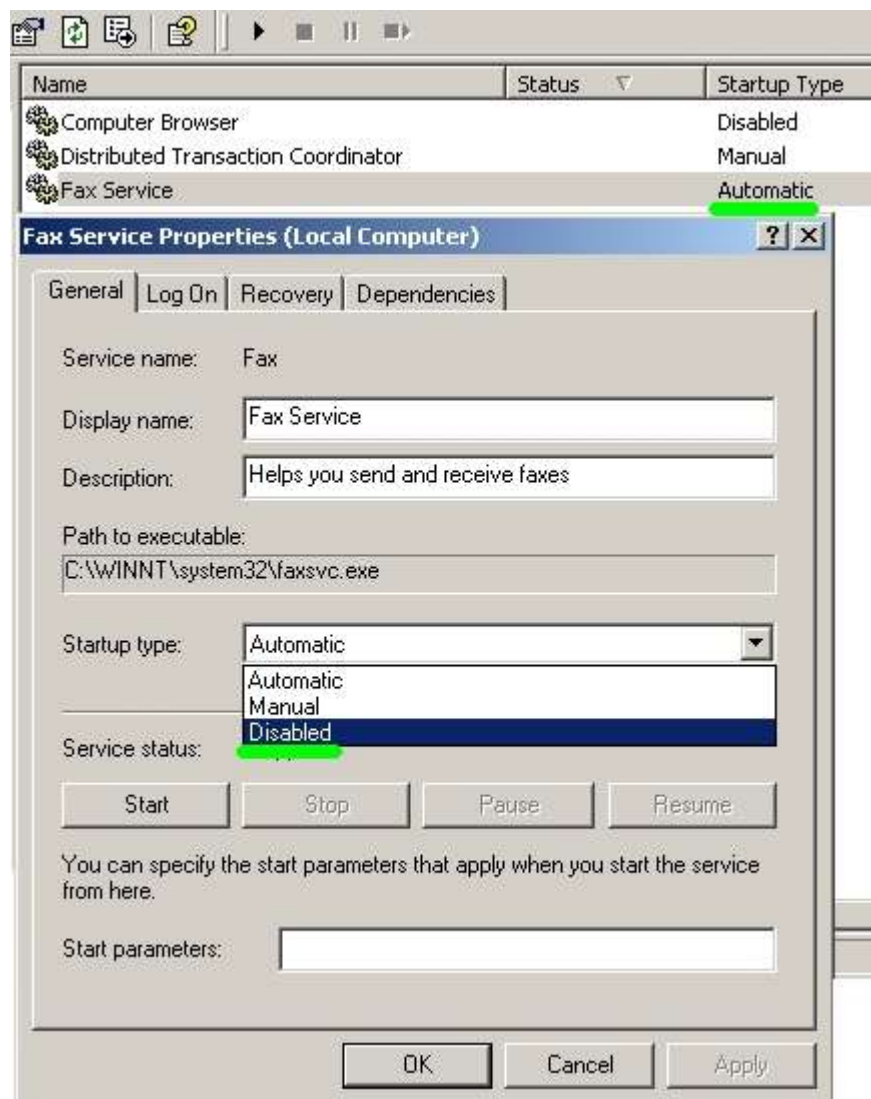 Name Status Startup Type
Computer Browser Disabled
Distributed Transaction Coordinator Manual
Fax Service Automatic
Fax Service Properties (Local Computer)
General Log On Recovery Dependencies
Service name: Fax
Display name: Fax Service
Description: Helps you send and receive faxes
Path to executable:
C:\WINNT\system32\faxsvc.exe
Startup type: Automatic
Automatic
Manual
Disabled
Service status:
Start Stop Pause Resume
You can specify the start parameters that apply when you start the service
from here.
Start parameters:
OK Cancel Apply